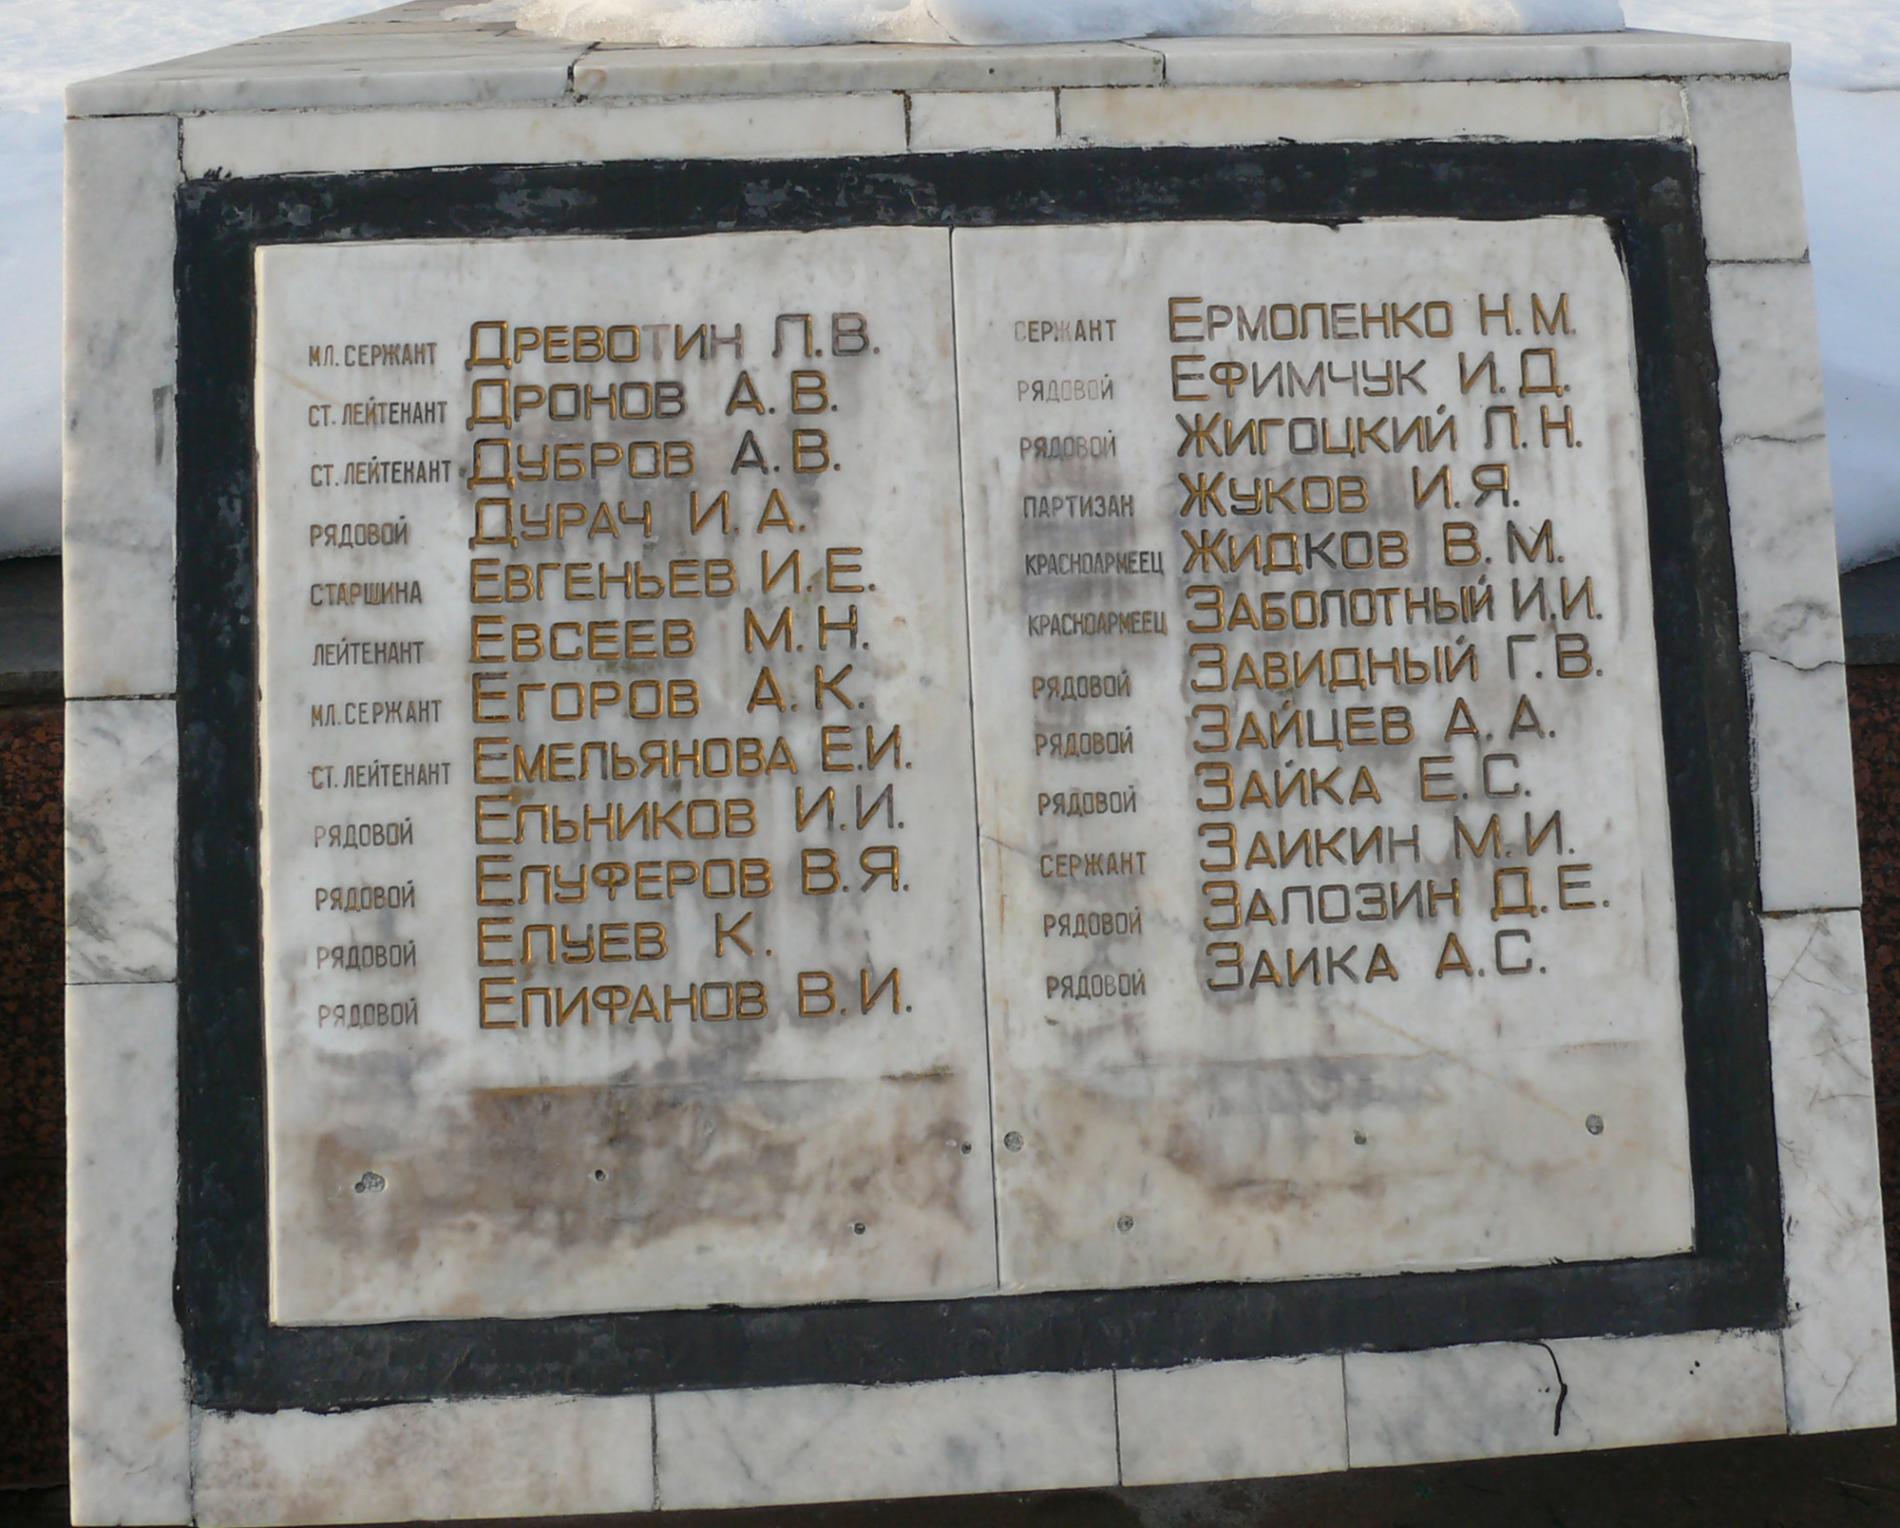 МЛ. СЕРЖАНТ ДРЕВОТИН Л.В.
СТ. ЛЕЙТЕНАНТ ДРОНОВ А.В.
СТ. ЛЕЙТЕНАНТ ДУБРОВ А.В.
РЯДОВОЙ ДУРАЧ И.А.
СТАРШИНА ЕВГЕНЬЕВ И.Е.
ЛЕЙТЕНАНТ ЕВСЕЕВ М.Н.
МЛ. СЕРЖАНТ ЕГОРОВ А.К.
СТ. ЛЕЙТЕНАНТ ЕМЕЛЬЯНОВА Е.И.
РЯДОВОЙ ЕЛЬНИКОВ И.И.
РЯДОВОЙ ЕЛУФЕРОВ В.Я.
РЯДОВОЙ ЕЛУЕВ К.
РЯДОВОЙ ЕПИФАНОВ В.И.
СЕРЖАНТ ЕРМОЛЕНКО Н.М.
РЯДОВОЙ ЕФИМЧУК И.Д.
РЯДОВОЙ ЖИГОЦКИЙ Л.Н.
ПАРТИЗАН ЖУКОВ И.Я.
КРАСНОАРМЕЕЦ ЖИДКОВ В.М.
КРАСНОАРМЕЕЦ ЗАБОЛОТНЫЙ И.И.
РЯДОВОЙ ЗАВИДНЫЙ Г.В.
РЯДОВОЙ ЗАЙЦЕВ А.А.
РЯДОВОЙ ЗАЙКА Е.С.
СЕРЖАНТ ЗАИКИН М.И.
РЯДОВОЙ ЗАЛОЗИН Д.Е.
РЯДОВОЙ ЗАИКА А.С.